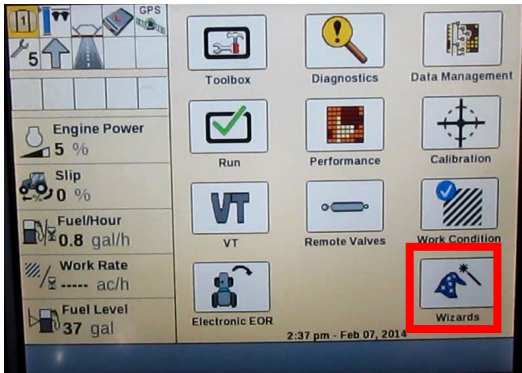 1
GPS
5
Toolbox
Diagnostics
Data Management
Engine Power
5 %
Run
Performance
Calibration
Slip
0 %
Fuel/Hour
0.8 gal/h
VT
VT
Remote Valves
Work Condition
Work Rate
----- ac/h
Electronic EOR
Wizards
Fuel Level
37 gal
2:37 pm - Feb 07, 2014